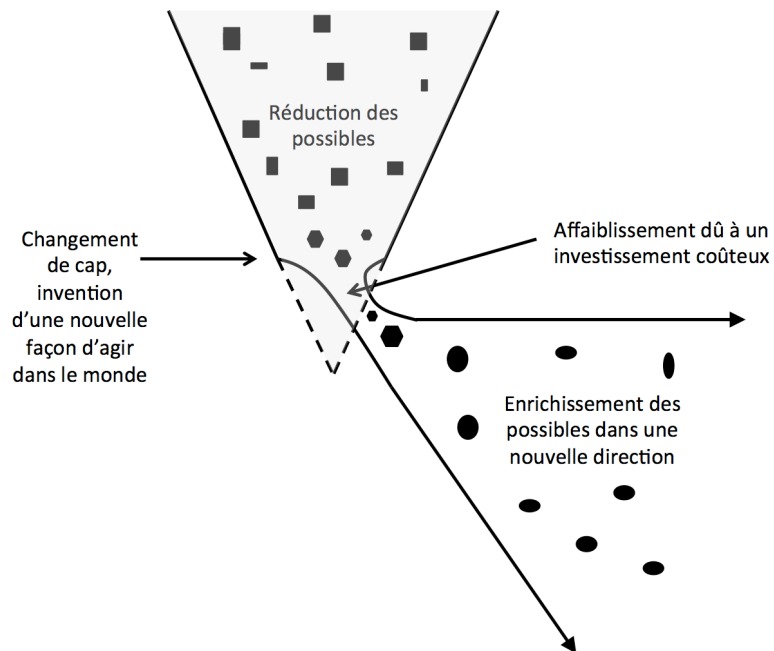 Réduction des
possibles
Changement
de cap,
invention
d’une nouvelle
façon d’agir
dans le monde
Affaiblissement dû à un
investissement coûteux
Enrichissement des
possibles dans une
nouvelle direction